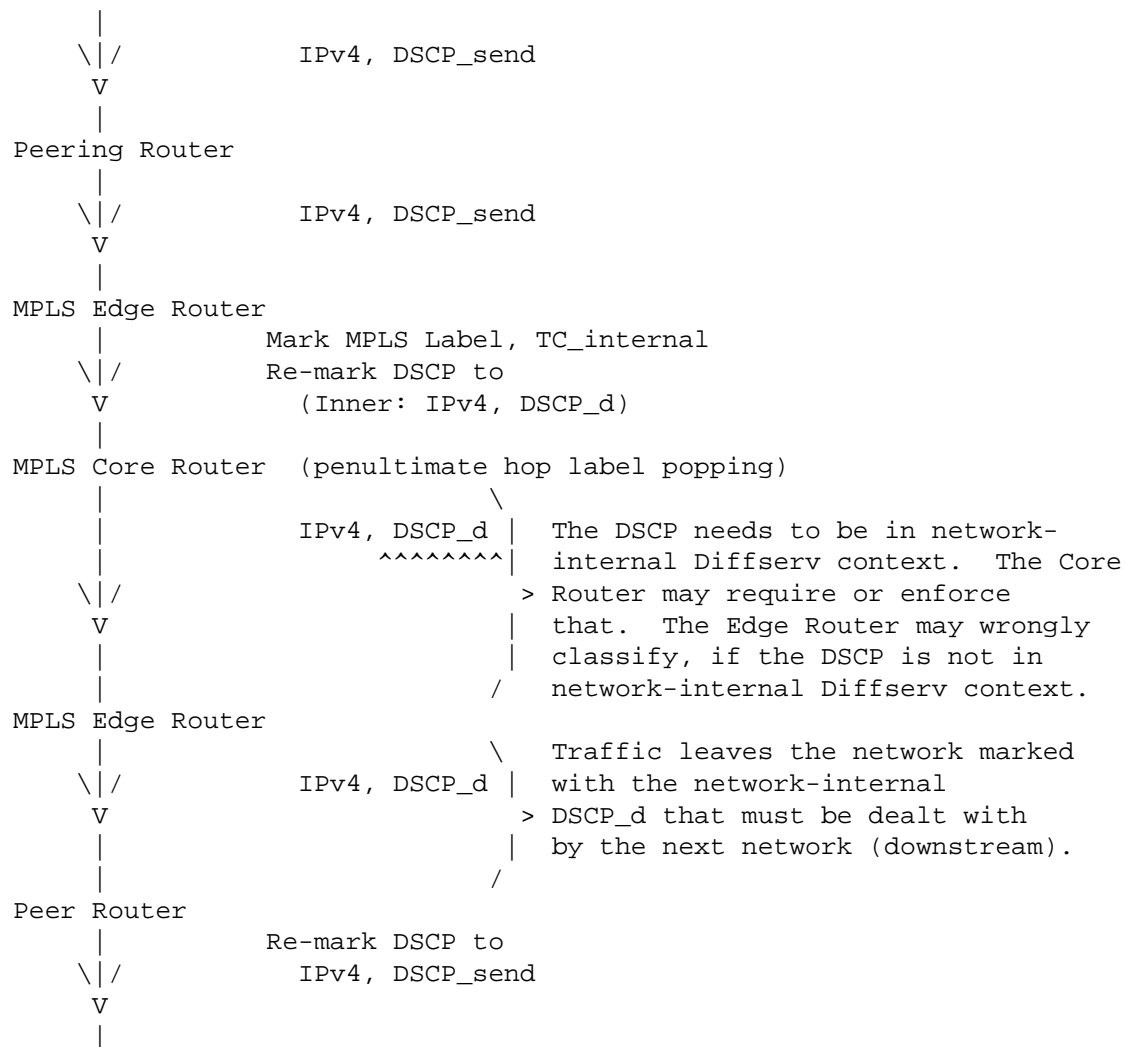 |
     \|/          IPv4, DSCP_send
      V
      |
Peering Router
      |
     \|/          IPv4, DSCP_send
      V
      |
MPLS Edge Router
      |         Mark MPLS Label, TC_internal
     \|/        Re-mark DSCP to
      V           (Inner: IPv4, DSCP_d)
      |
MPLS Core Router  (penultimate hop label popping)
      |                      \
      |           IPv4, DSCP_d |  The DSCP needs to be in network-
      |                ^^^^^^^^|  internal Diffserv context.  The Core
     \|/                        > Router may require or enforce
      V                        |  that.  The Edge Router may wrongly
      |                        |  classify, if the DSCP is not in
      |                      /   network-internal Diffserv context.
MPLS Edge Router
      |                      \   Traffic leaves the network marked
     \|/          IPv4, DSCP_d |  with the network-internal
      V                        > DSCP_d that must be dealt with
      |                        |  by the next network (downstream).
      |                      /
Peer Router
      |         Re-mark DSCP to
     \|/          IPv4, DSCP_send
      V
      |